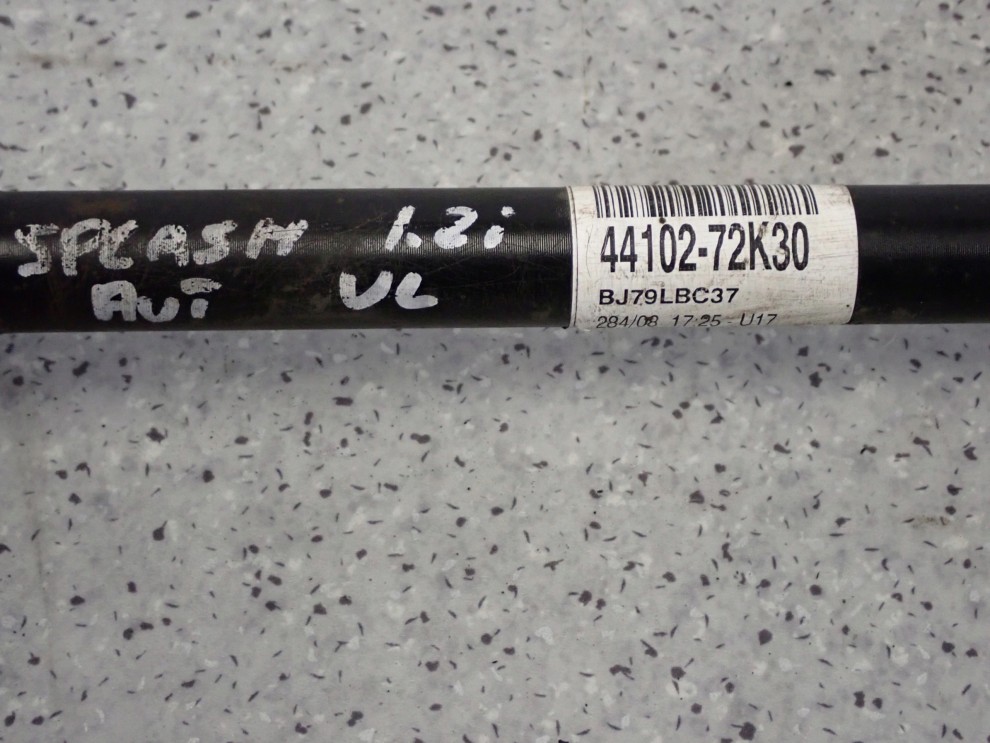 SPLASH 1.2i
AUT VL
44102-72K30
BJ79LBC37
284/08 17:25 - U17